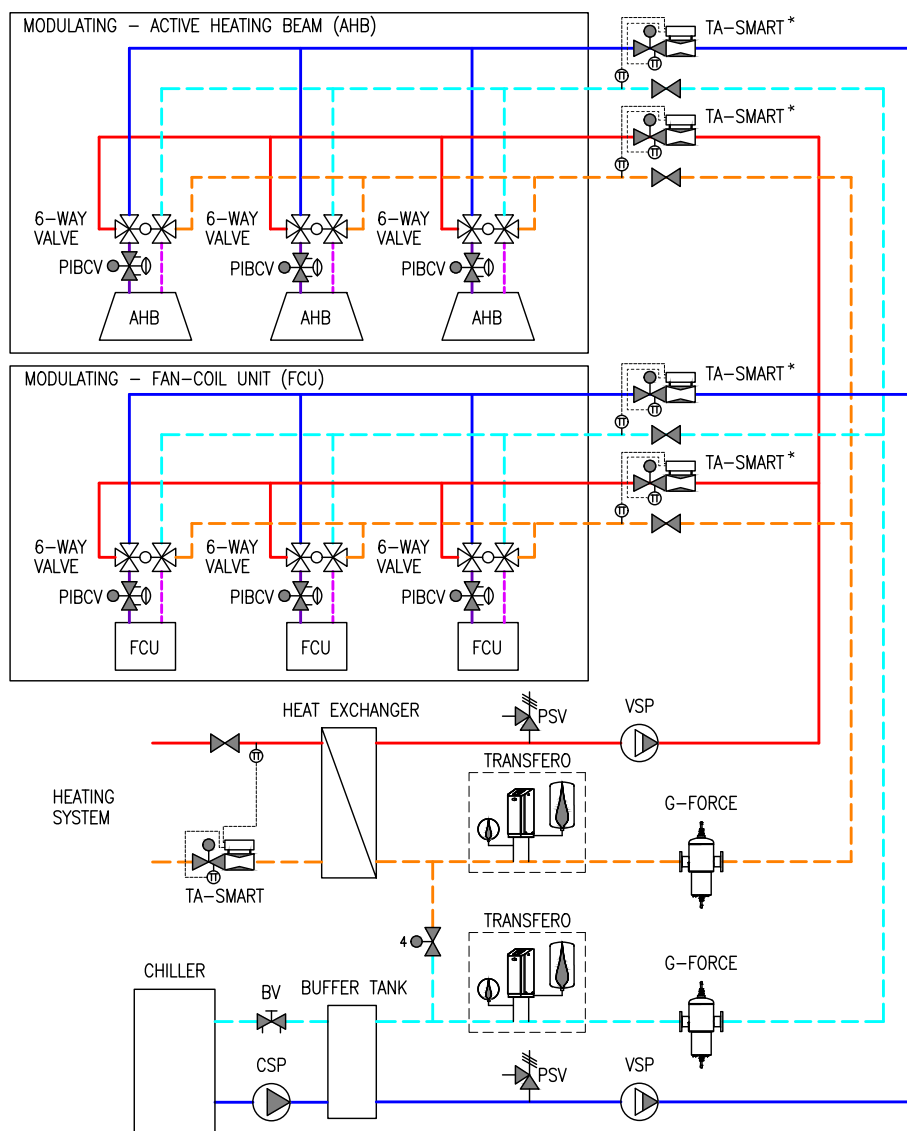 MODULATING - ACTIVE HEATING BEAM (AHB)
TA-SMART*
TA-SMART*
6-WAY
VALVE
6-WAY
VALVE
6-WAY
VALVE
PIBCV
PIBCV
PIBCV
AHB
AHB
AHB
MODULATING - FAN-COIL UNIT (FCU)
TA-SMART*
TA-SMART*
6-WAY
VALVE
6-WAY
VALVE
6-WAY
VALVE
PIBCV
PIBCV
PIBCV
FCU
FCU
FCU
HEAT EXCHANGER
PSV
VSP
TRANSFERO
HEATING
SYSTEM
G-FORCE
TA-SMART
TRANSFERO
4
G-FORCE
CHILLER
BV
BUFFER TANK
CSP
PSV
VSP